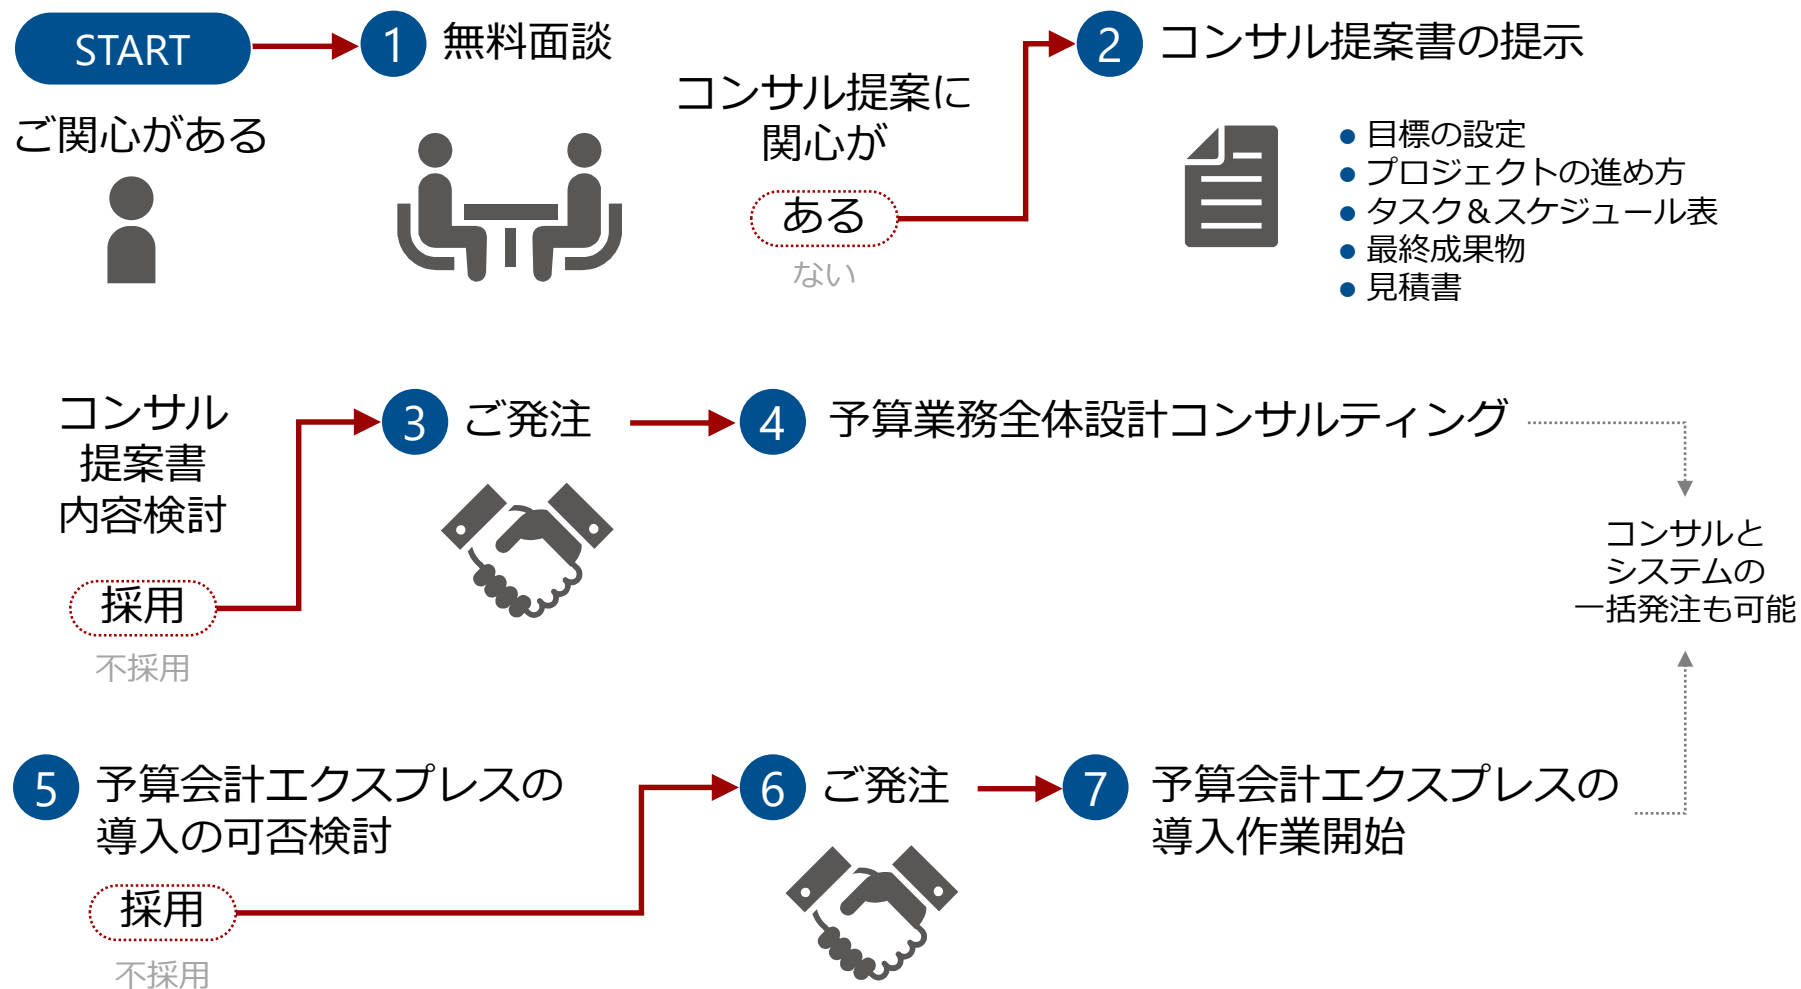 START
1 無料面談
ご関心がある
コンサル提案に
関心が
ある
ない
2 コンサル提案書の提示
● 目標の設定
● プロジェクトの進め方
● タスク＆スケジュール表
● 最終成果物
● 見積書
コンサル
提案書
内容検討
採用
不採用
3 ご発注
4 予算業務全体設計コンサルティング
コンサルと
システムの
一括発注も可能
5 予算会計エクスプレスの
導入の可否検討
採用
不採用
6 ご発注
7 予算会計エクスプレスの
導入作業開始